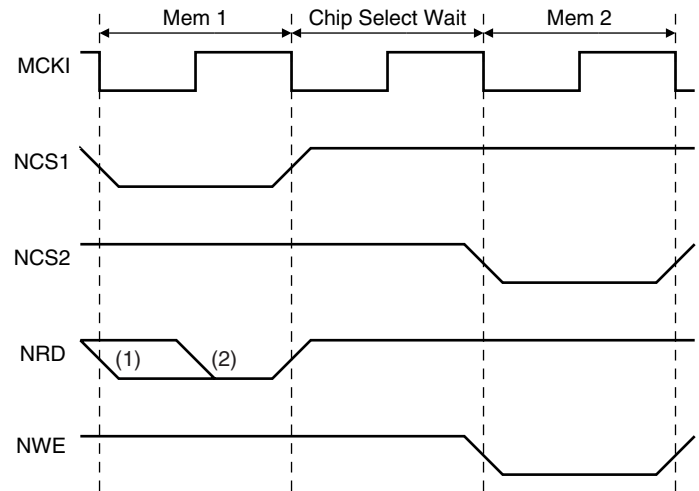 Mem 1 Chip Select Wait Mem 2
MCKI
NCS1
NCS2
NRD (1) (2)
NWE